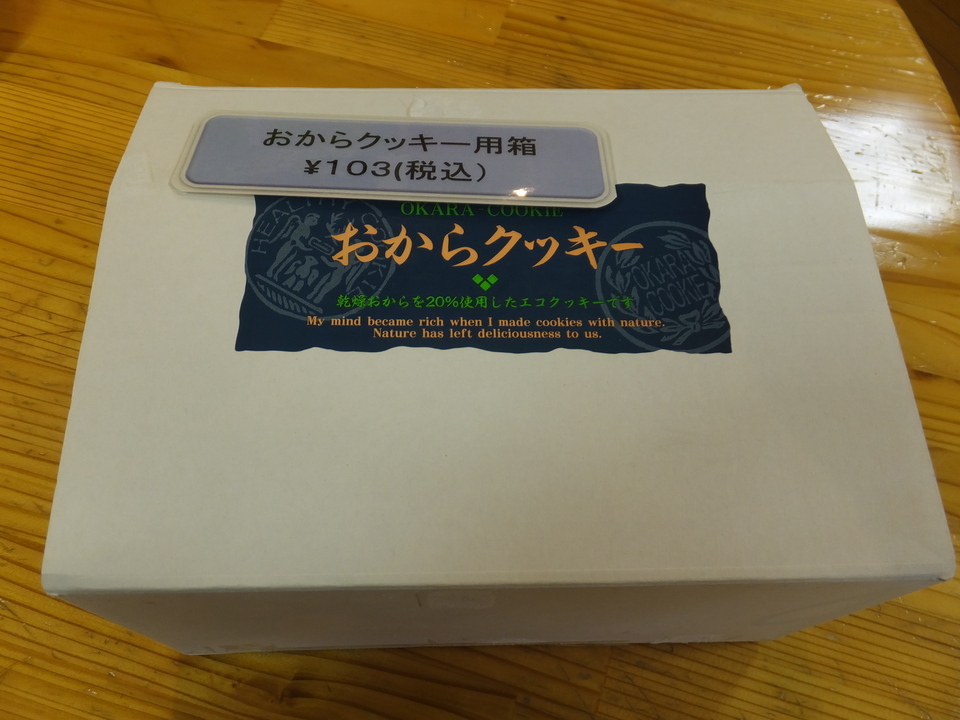 おからクッキー用箱
¥103(税込)
OKARA-COOKIE
おからクッキー
乾燥おからを20%使用したエコクッキーです
My mind became rich when I made cookies with nature.
Nature has left deliciousness to us.
OKARA
COOKIE